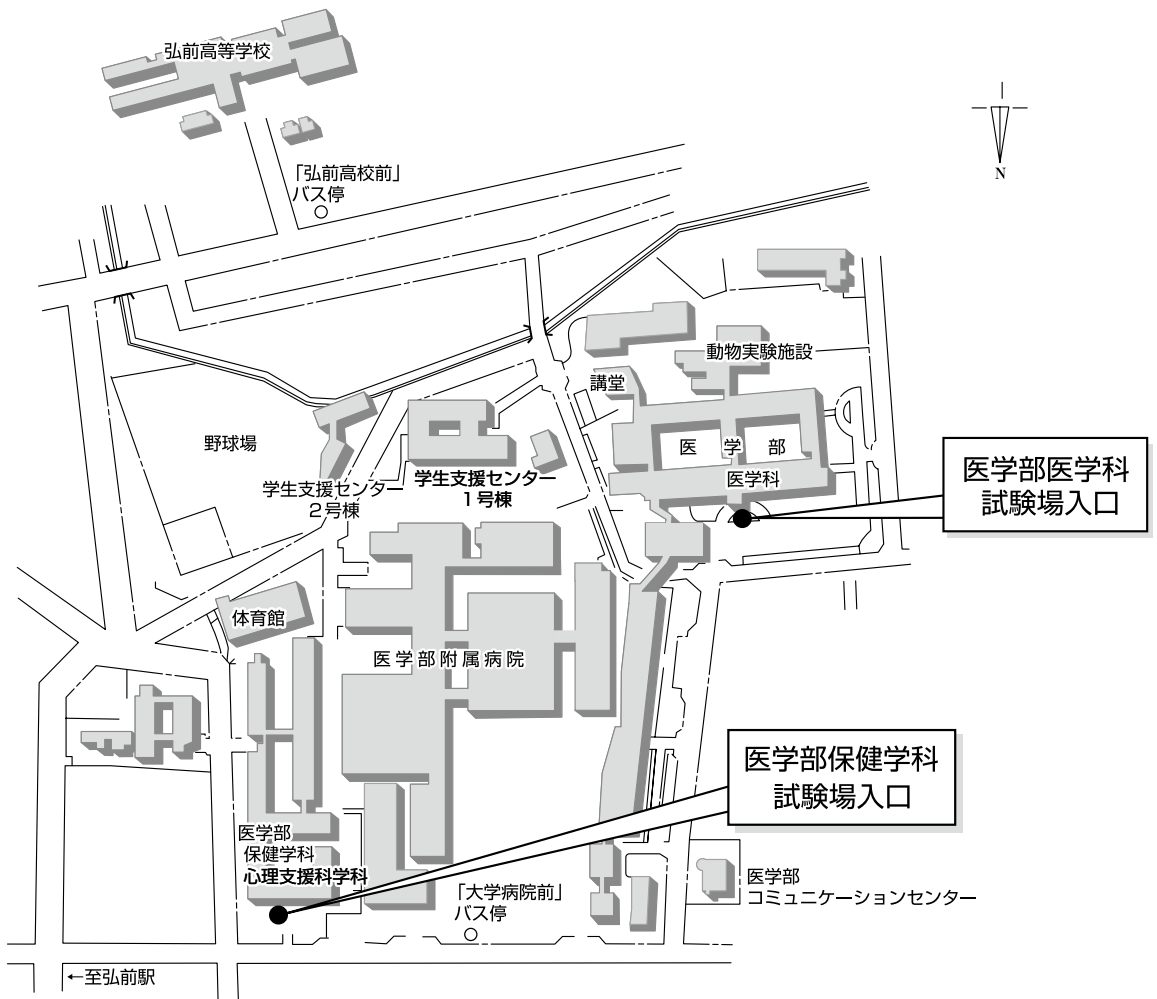 弘前高等学校
「弘前高校前」
バス停
N
動物実験施設
講堂
野球場
医学部
医学科
学生支援センター
1号棟
学生支援センター
2号棟
医学部医学科
試験場入口
体育館
医学部附属病院
医学部保健学科
試験場入口
医学部
保健学科
心理支援科学科
「大学病院前」
バス停
医学部
コミュニケーションセンター
←至弘前駅